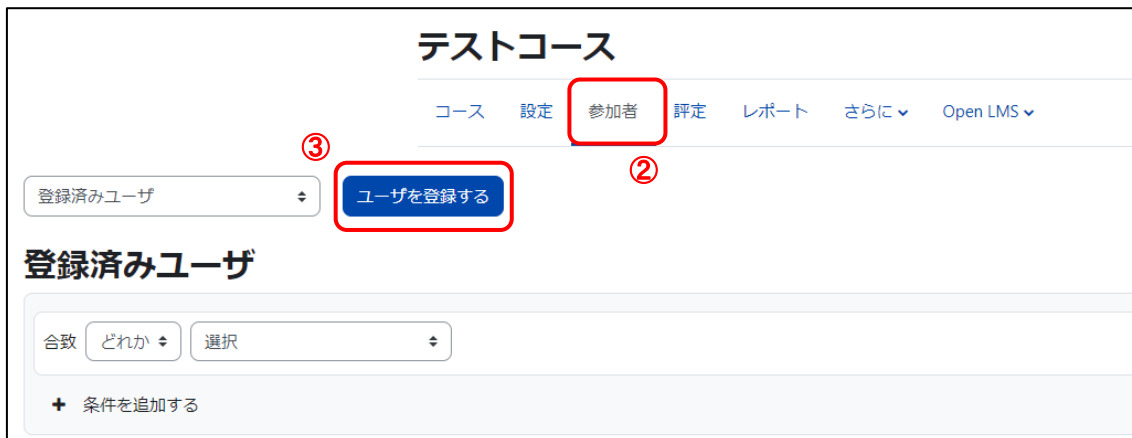 テストコース
コース 設定 参加者 評定 レポート さらに Open LMS
③ ②
登録済みユーザ ユーザを登録する
登録済みユーザ
合致 どれか 選択
+ 条件を追加する